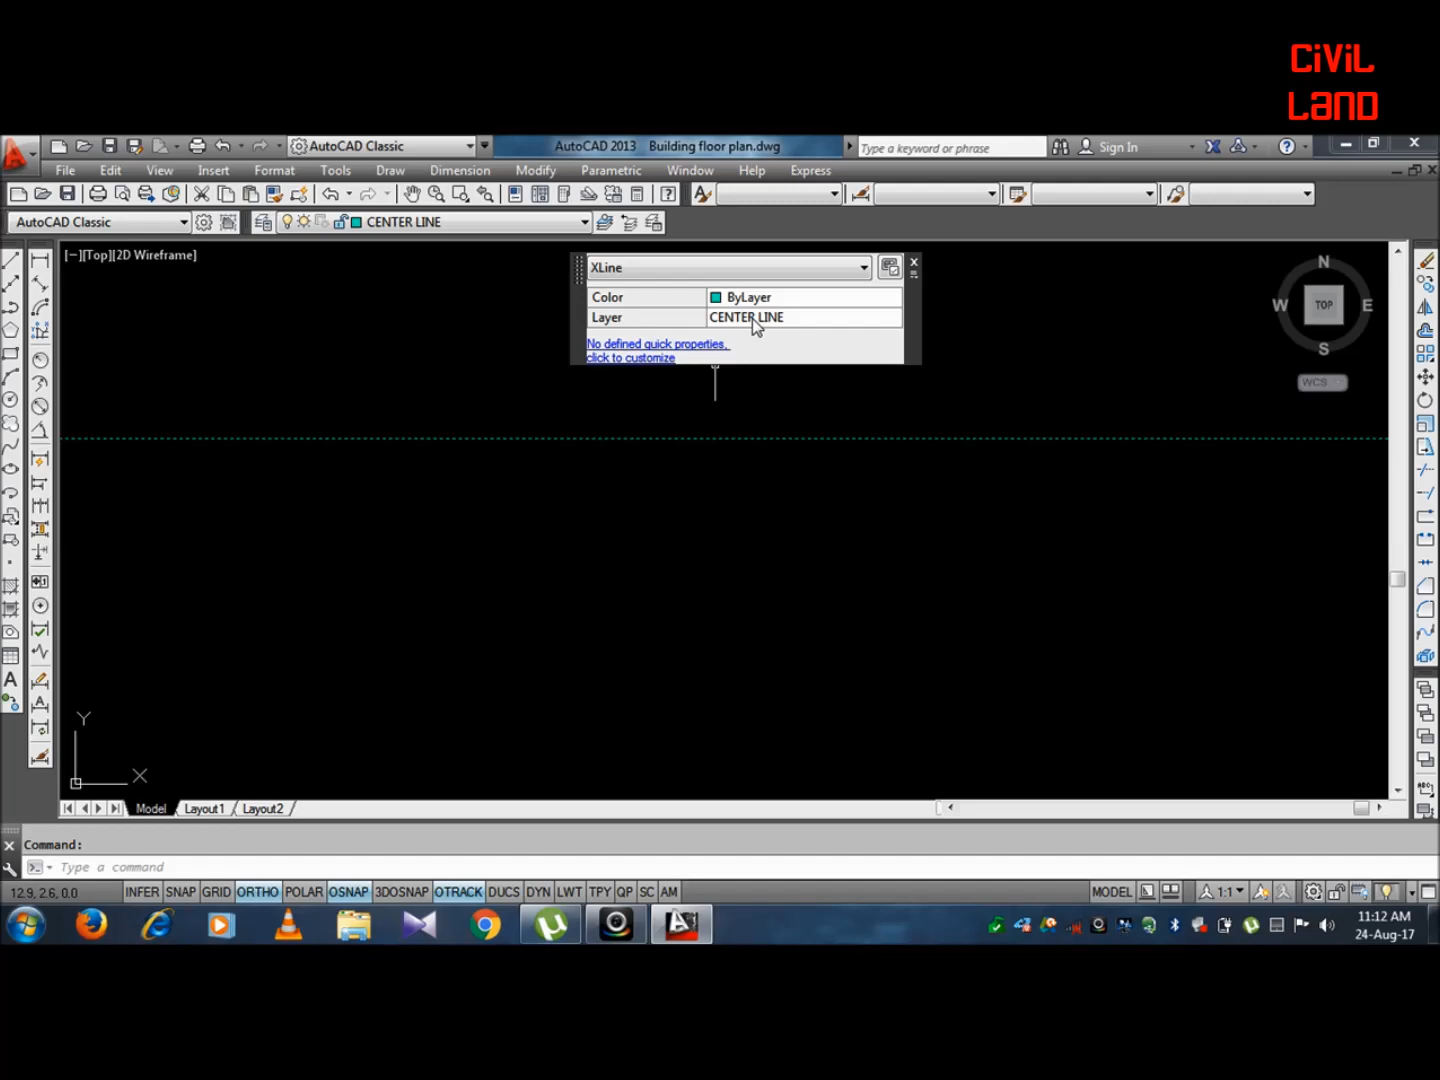 CiViL
LanD
AutoCAD Classic
AutoCAD 2013 Building floor plan.dwg
Type a keyword or phrase
Sign In
File Edit View Insert Format Tools Draw Dimension Modify Parametric Window Help Express
AutoCAD Classic
CENTER LINE
[−][Top][2D Wireframe]
XLine
Color ByLayer
Layer CENTER LINE
No defined quick properties,
click to customize
N
W TOP E
S
WCS
Y
X
Model Layout1 Layout2
Command:
Type a command
12.9, 2.6, 0.0 INFER SNAP GRID ORTHO POLAR OSNAP 3DOSNAP OTRACK DUCS DYN LWT TPY QP SC AM MODEL 1:1
11:12 AM
24-Aug-17